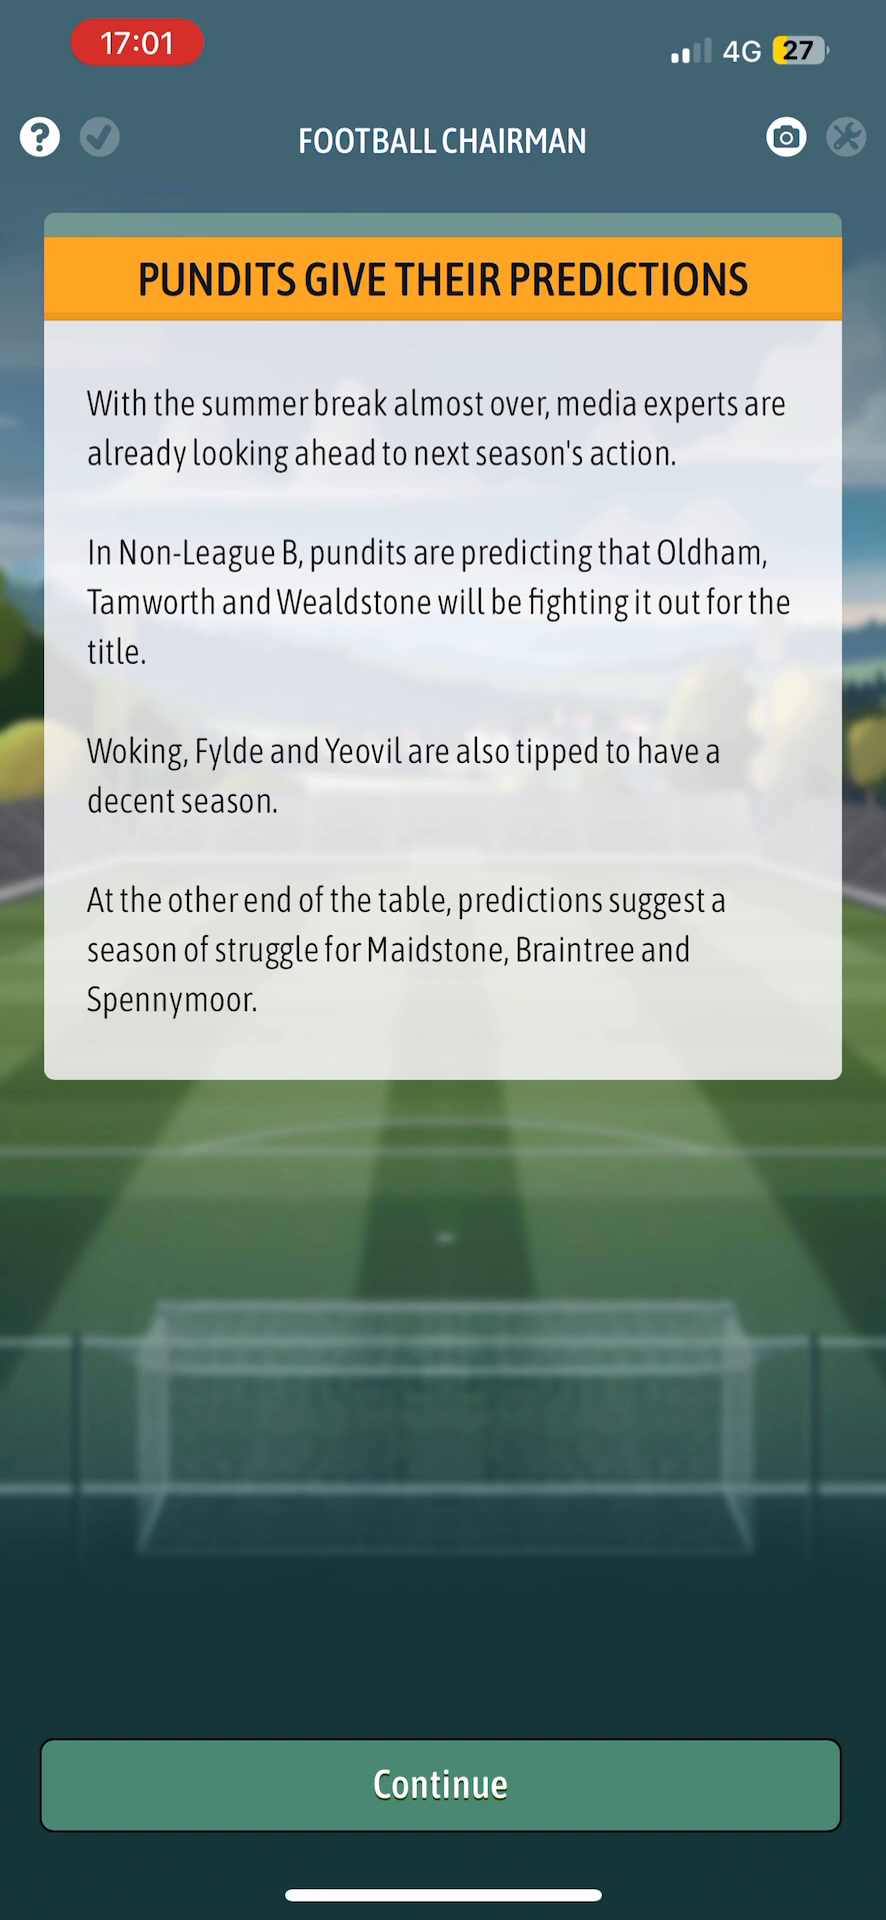 17:01
4G 27
FOOTBALL CHAIRMAN
PUNDITS GIVE THEIR PREDICTIONS
With the summer break almost over, media experts are
already looking ahead to next season's action.
In Non-League B, pundits are predicting that Oldham,
Tamworth and Wealdstone will be fighting it out for the
title.
Woking, Fylde and Yeovil are also tipped to have a
decent season.
At the other end of the table, predictions suggest a
season of struggle for Maidstone, Braintree and
Spennymoor.
Continue